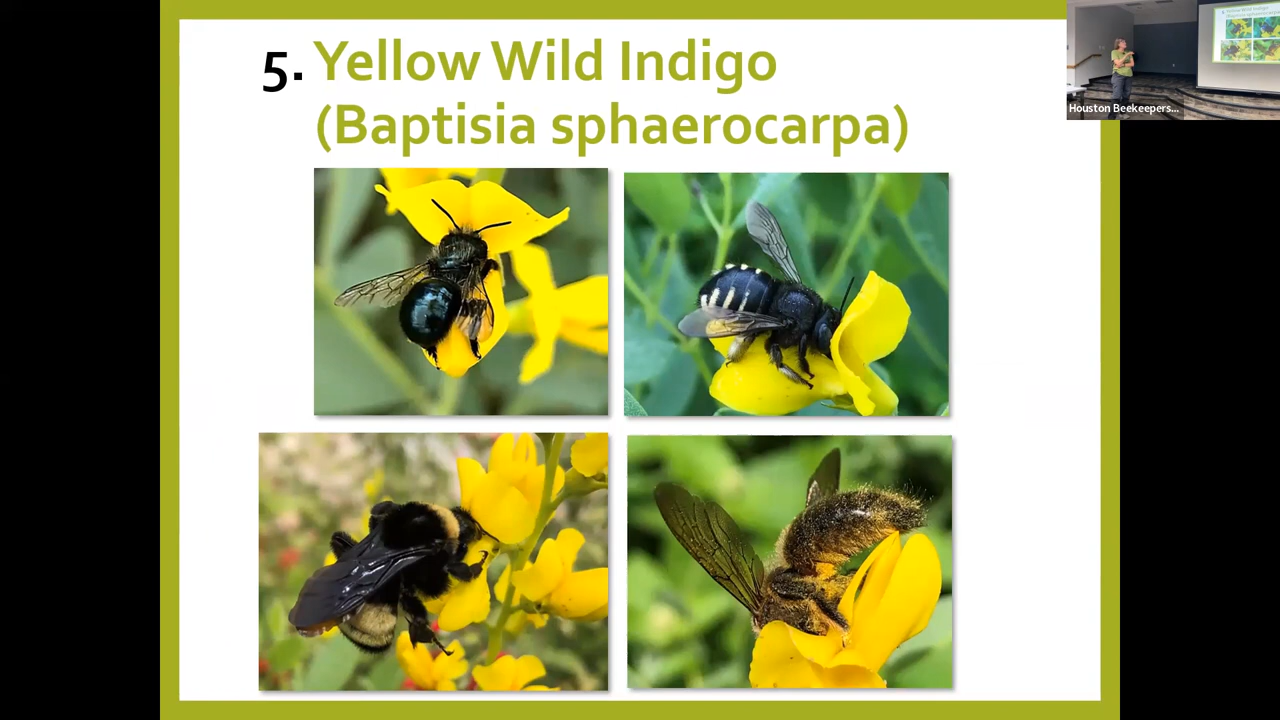 5. Yellow Wild Indigo
(Baptisia sphaerocarpa)
Houston Beekeepers...